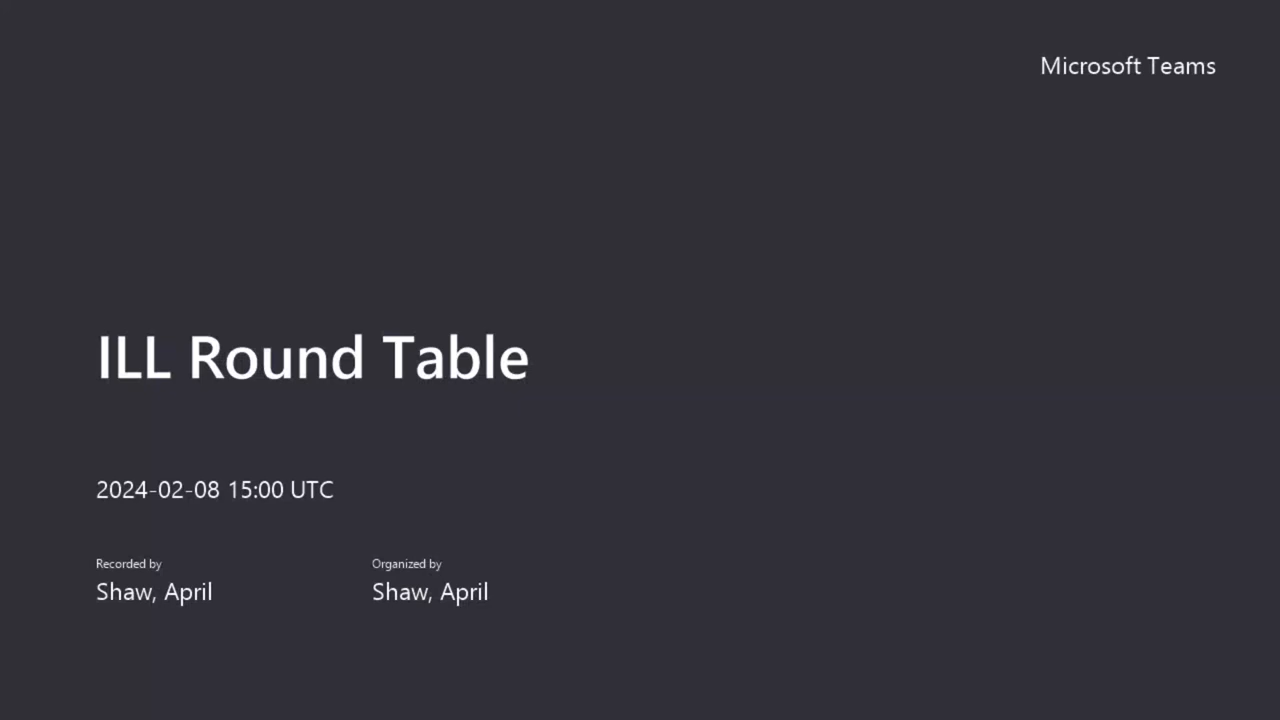 Microsoft Teams
ILL Round Table
2024-02-08 15:00 UTC
Recorded by
Shaw, April
Organized by
Shaw, April